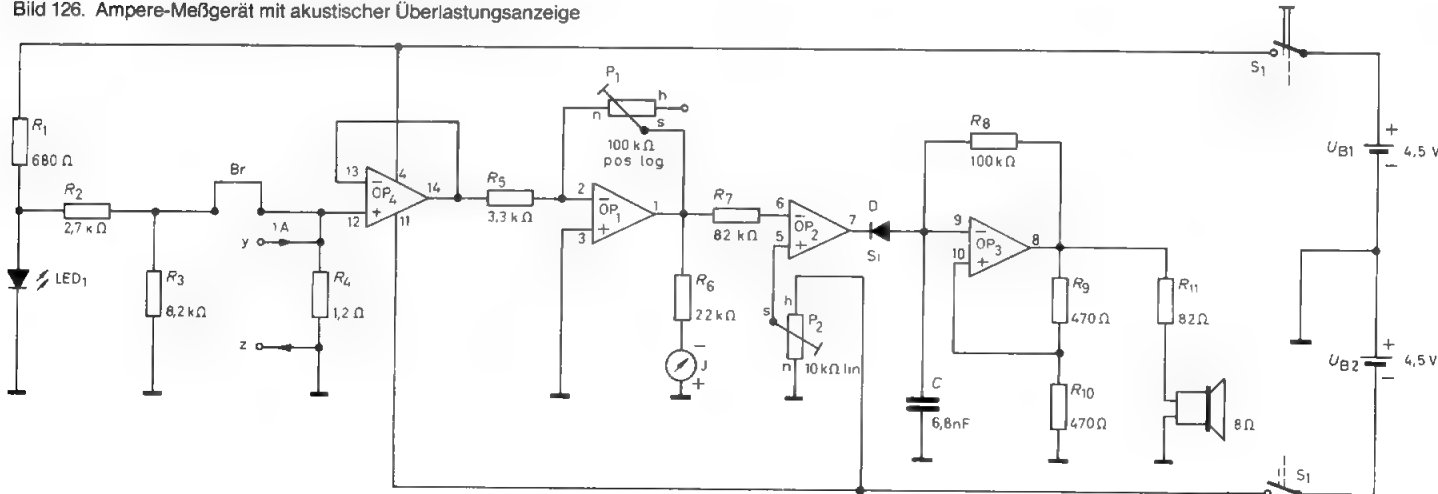 Bild 126. Ampere-Meßgerät mit akustischer Überlastungsanzeige
S1
R1
680 Ω
R2
2,7 kΩ
Br
LED1
R3
8,2 kΩ
1A
y
z
R4
1,2 Ω
13
12
–
OP4
+
4
14
11
R5
3,3 kΩ
P1
n
h
s
100 kΩ
pos log
2
3
–
OP1
+
1
R6
22 kΩ
–
J
+
R7
82 kΩ
6
5
–
OP2
+
7
s
h
n
P2
10 kΩ lin
D
Si
C
6,8nF
R8
100 kΩ
9
10
–
OP3
+
8
R9
470 Ω
R10
470 Ω
R11
82 Ω
8 Ω
UB1
+
–
4,5 V
UB2
+
–
4,5 V
S1